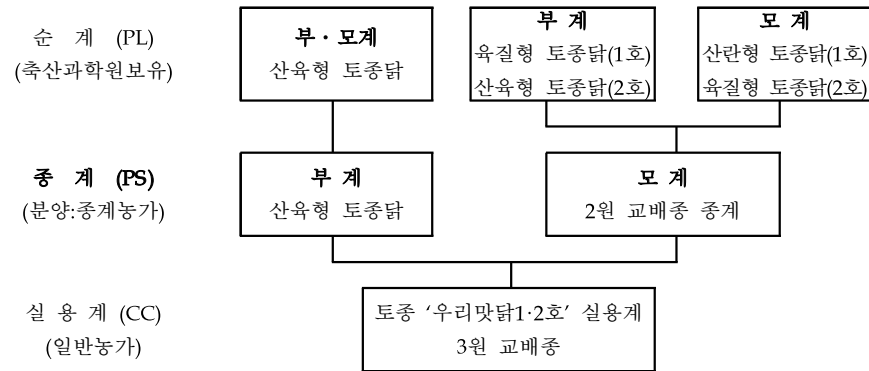 순 계 (PL)
(축산과학원보유)
부·모계
산육형 토종닭
부 계
육질형 토종닭(1호)
산육형 토종닭(2호)
모 계
산란형 토종닭(1호)
육질형 토종닭(2호)
종 계 (PS)
(분양:종계농가)
부 계
산육형 토종닭
모 계
2원 교배종 종계
실 용 계 (CC)
(일반농가)
토종 '우리맛닭1·2호' 실용계
3원 교배종